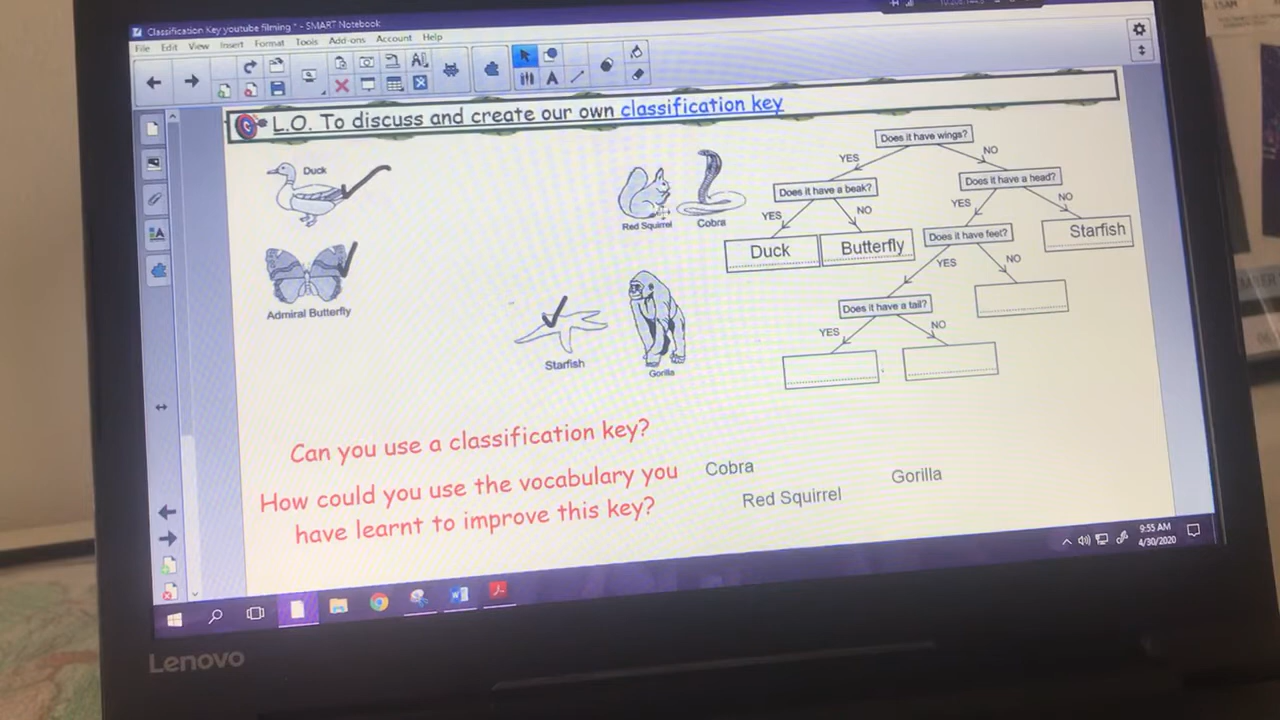 Classification Key youtube filming * - SMART Notebook
File Edit View Insert Format Tools Add-ons Account Help
L.O. To discuss and create our own classification key
Duck
Admiral Butterfly
Red Squirrel
Cobra
Starfish
Gorilla
Does it have wings?
YES
NO
Does it have a beak?
Does it have a head?
YES
NO
YES
NO
Duck
Butterfly
Does it have feet?
Starfish
YES
NO
Does it have a tail?
YES
NO
Can you use a classification key?
How could you use the vocabulary you
have learnt to improve this key?
Cobra
Red Squirrel
Gorilla
9:55 AM
4/30/2020
Lenovo